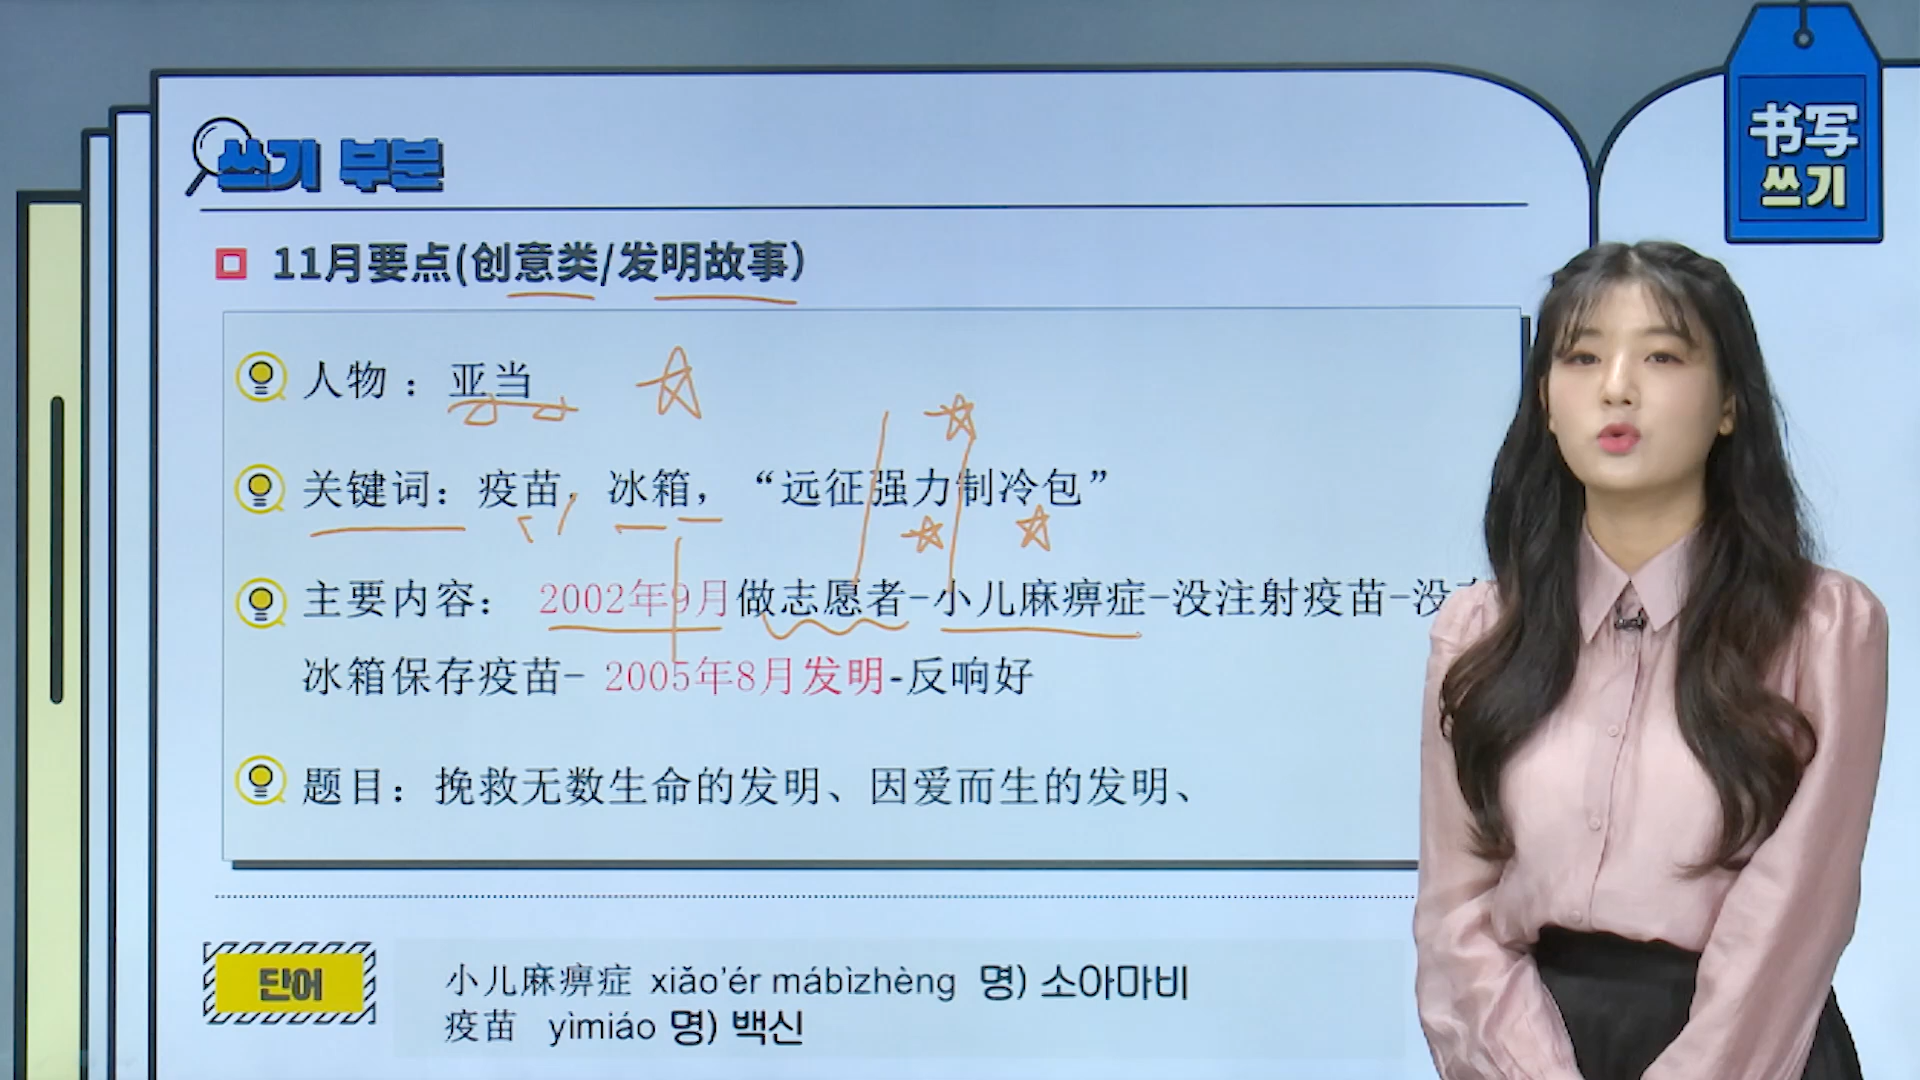 书写
쓰기
쓰기 부분
11月要点(创意类/发明故事)
人物：亚当
关键词：疫苗，冰箱，“远征强力制冷包”
主要内容： 2002年9月做志愿者-小儿麻痹症-没注射疫苗-没
冰箱保存疫苗- 2005年8月发明-反响好
题目：挽救无数生命的发明、因爱而生的发明、
단어
小儿麻痹症 xiǎo’ér mábìzhèng 명) 소아마비
疫苗 yìmiáo 명) 백신